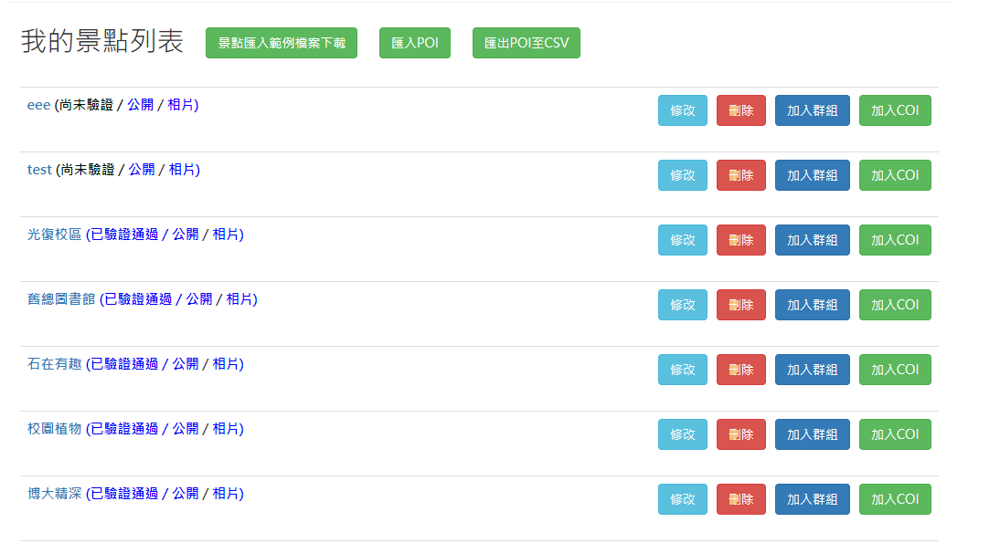 我的景點列表 景點匯入範例檔案下載 匯入POI 匯出POI至CSV
eee (尚未驗證 / 公開 / 相片) 修改 刪除 加入群組 加入COI
test (尚未驗證 / 公開 / 相片) 修改 刪除 加入群組 加入COI
光復校區 (已驗證通過 / 公開 / 相片) 修改 刪除 加入群組 加入COI
舊總圖書館 (已驗證通過 / 公開 / 相片) 修改 刪除 加入群組 加入COI
石在有趣 (已驗證通過 / 公開 / 相片) 修改 刪除 加入群組 加入COI
校園植物 (已驗證通過 / 公開 / 相片) 修改 刪除 加入群組 加入COI
博大精深 (已驗證通過 / 公開 / 相片) 修改 刪除 加入群組 加入COI